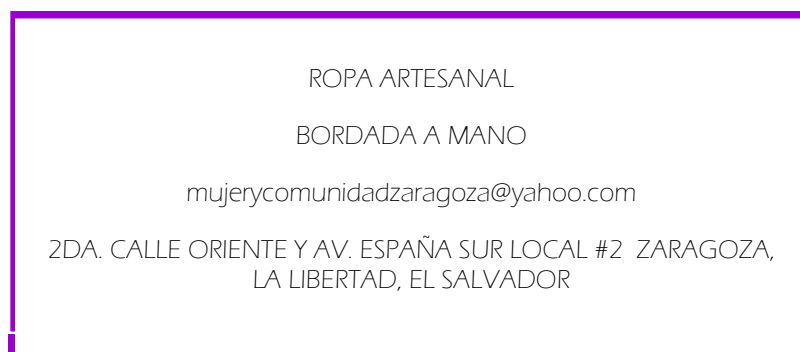 ROPA ARTESANAL
BORDADA A MANO
mujerycomunidadzaragoza@yahoo.com
2DA. CALLE ORIENTE Y AV. ESPAÑA SUR LOCAL #2  ZARAGOZA,
LA LIBERTAD, EL SALVADOR